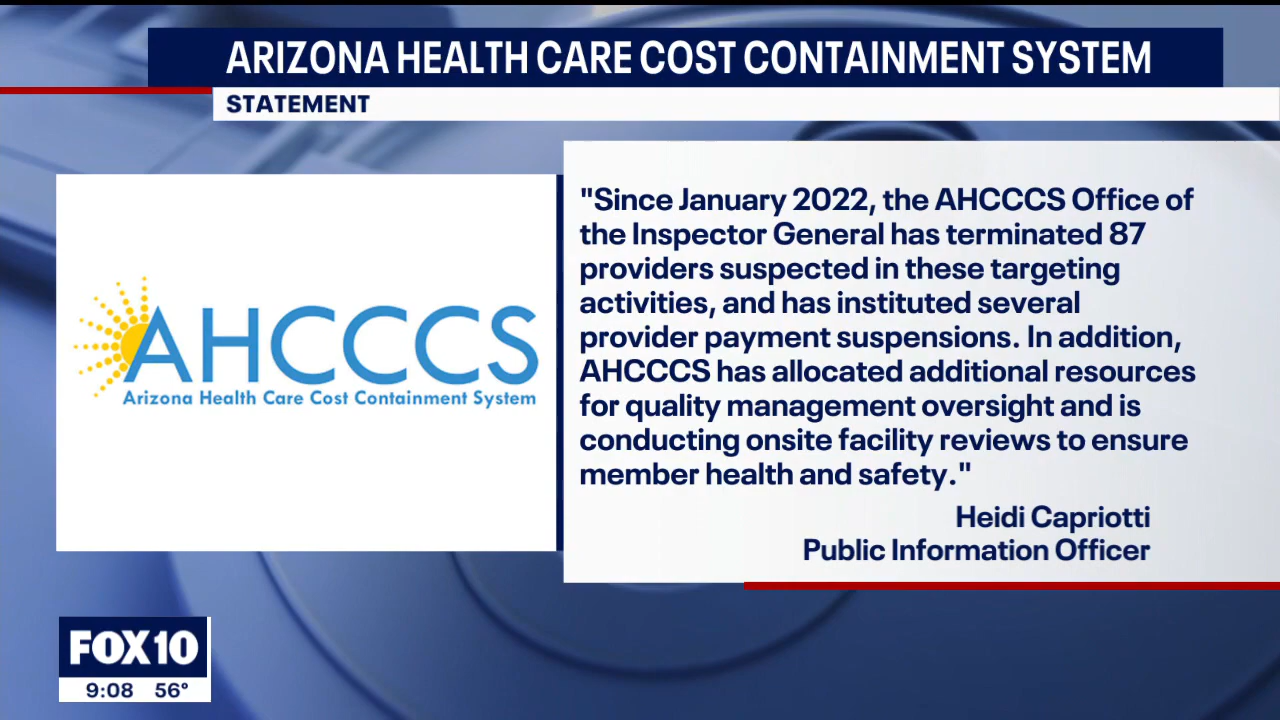 ARIZONA HEALTH CARE COST CONTAINMENT SYSTEM
STATEMENT
AHCCCS
Arizona Health Care Cost Containment System
"Since January 2022, the AHCCCS Office of
the Inspector General has terminated 87
providers suspected in these targeting
activities, and has instituted several
provider payment suspensions. In addition,
AHCCCS has allocated additional resources
for quality management oversight and is
conducting onsite facility reviews to ensure
member health and safety."
Heidi Capriotti
Public Information Officer
FOX 10
9:08 56°